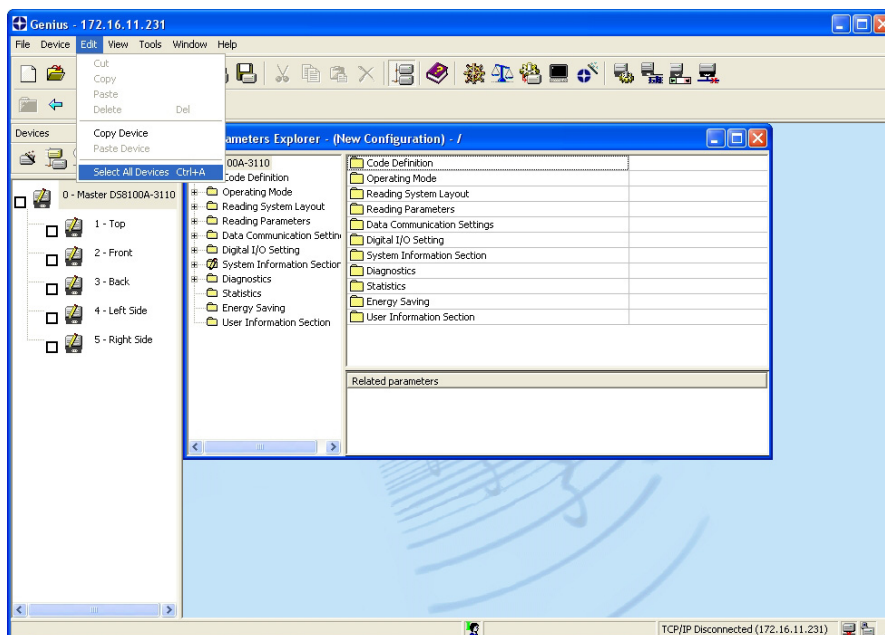 Genius - 172.16.11.231
File Device Edit View Tools Window Help
Cut
Copy
Paste
Delete Del
Copy Device
Paste Device
Select All Devices Ctrl+A
Devices
0 - Master DS8100A-3110
1 - Top
2 - Front
3 - Back
4 - Left Side
5 - Right Side
ameters Explorer - (New Configuration) - /
00A-3110
Code Definition
Operating Mode
Reading System Layout
Reading Parameters
Data Communication Settin
Digital I/O Setting
System Information Section
Diagnostics
Statistics
Energy Saving
User Information Section
Code Definition
Operating Mode
Reading System Layout
Reading Parameters
Data Communication Settings
Digital I/O Setting
System Information Section
Diagnostics
Statistics
Energy Saving
User Information Section
Related parameters
TCP/IP Disconnected (172.16.11.231)